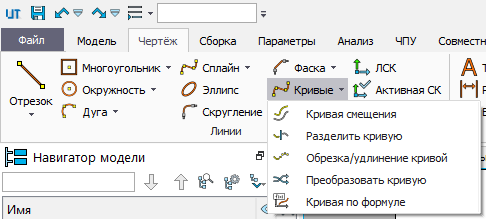 UT
Файл Модель Чертёж Сборка Параметры Анализ ЧПУ Совместн
Многоугольник Сплайн Фаска ЛСК Т
Отрезок Окружность Эллипс Кривые Активная СК Р
Дуга Скругление
Линии
Кривая смещения
Разделить кривую
Обрезка/удлинение кривой
Преобразовать кривую
Кривая по формуле
Навигатор модели
Имя